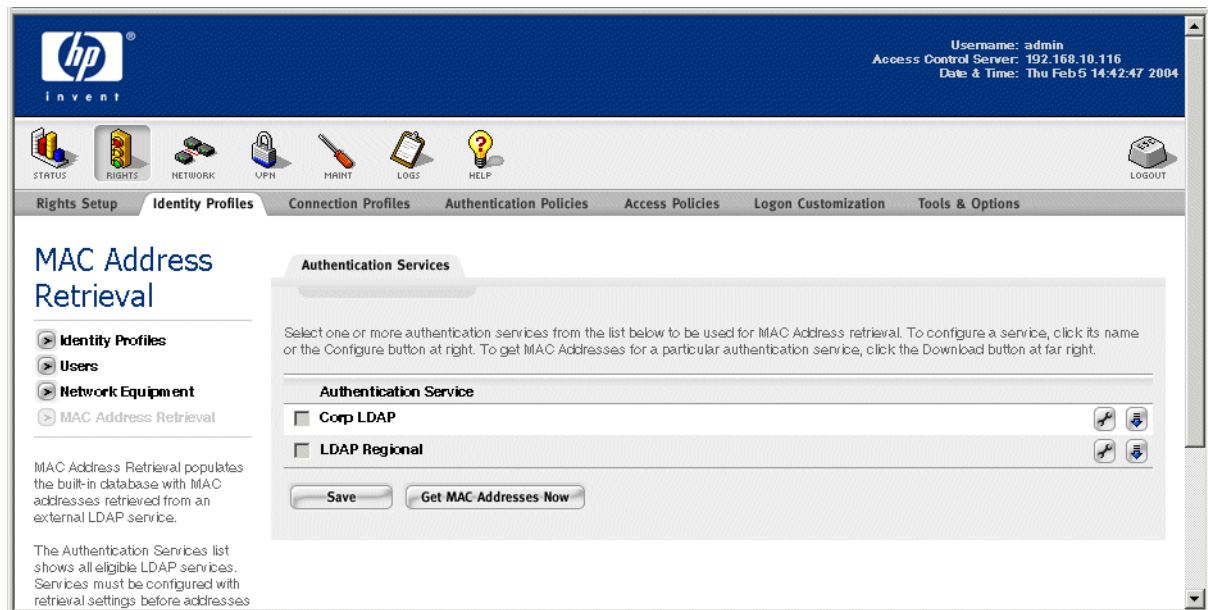 hp ®
invent
Username: admin
Access Control Server: 192.168.10.116
Date & Time: Thu Feb 5 14:42:47 2004
STATUS RIGHTS NETWORK VPN MAINT LOGS HELP LOGOUT
Rights Setup Identity Profiles Connection Profiles Authentication Policies Access Policies Logon Customization Tools & Options
MAC Address
Retrieval
Identity Profiles
Users
Network Equipment
MAC Address Retrieval
MAC Address Retrieval populates
the built-in database with MAC
addresses retrieved from an
external LDAP service.
The Authentication Services list
shows all eligible LDAP services.
Services must be configured with
retrieval settings before addresses
Authentication Services
Select one or more authentication services from the list below to be used for MAC Address retrieval. To configure a service, click its name
or the Configure button at right. To get MAC Addresses for a particular authentication service, click the Download button at far right.
Authentication Service
Corp LDAP
LDAP Regional
Save Get MAC Addresses Now